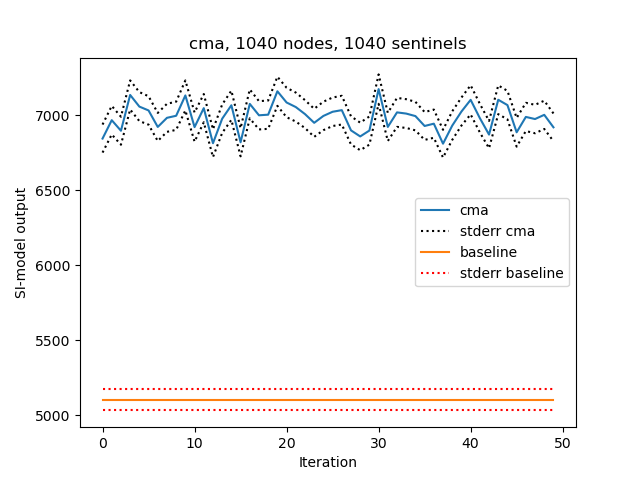 cma, 1040 nodes, 1040 sentinels
7000
6500
6000
5500
5000
SI-model output
cma
stderr cma
baseline
stderr baseline
0 10 20 30 40 50
Iteration